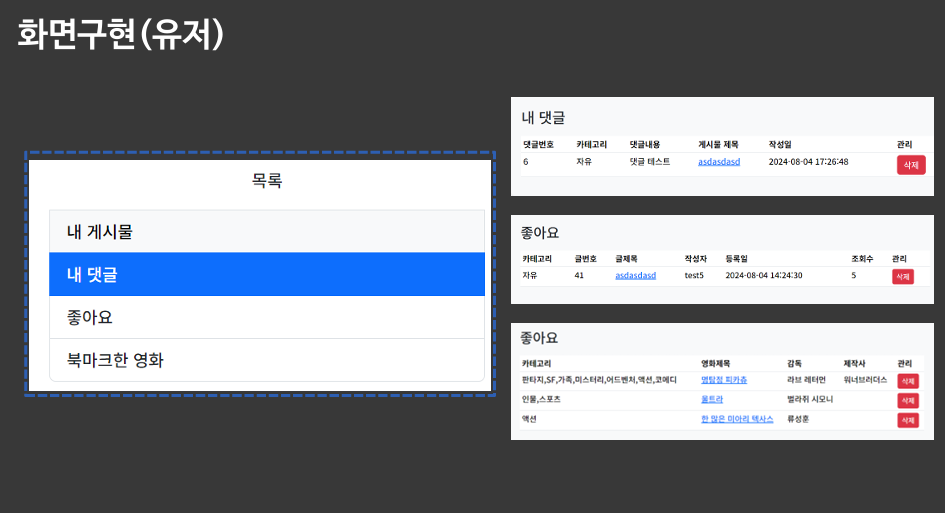 화면구현(유저)
목록
내 게시물
내 댓글
좋아요
북마크한 영화
내 댓글
댓글번호 카테고리 댓글내용 게시물 제목 작성일 관리
6 자유 댓글 테스트 asdasdasd 2024-08-04 17:26:48 삭제
좋아요
카테고리 글번호 글제목 작성자 등록일 조회수 관리
자유 41 asdasdasd test5 2024-08-04 14:24:30 5 삭제
좋아요
카테고리 영화제목 감독 제작사 관리
판타지,SF,가족,미스터리,어드벤처,액션,코메디 명탐정 피카츄 라브 레터먼 워너브러더스 삭제
인물,스포츠 울트라 벌라쥐 시모니 삭제
액션 한 많은 미아리 텍사스 류성훈 삭제